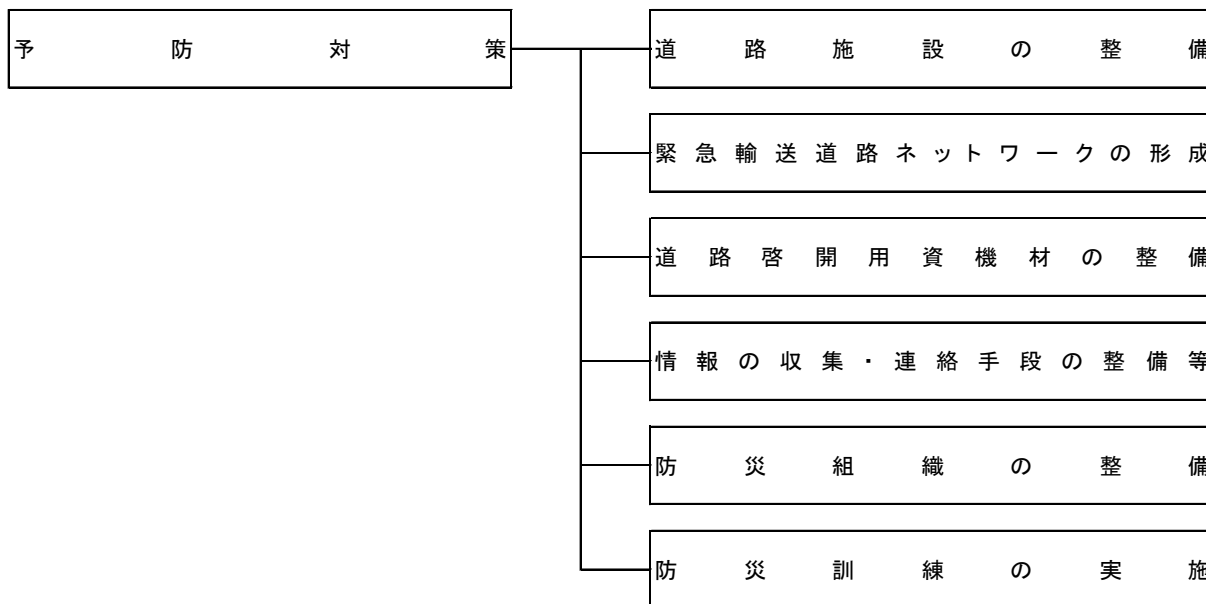 予防対策
道路施設の整備
緊急輸送道路ネットワークの形成
道路啓開用資機材の整備
情報の収集・連絡手段の整備等
防災組織の整備
防災訓練の実施